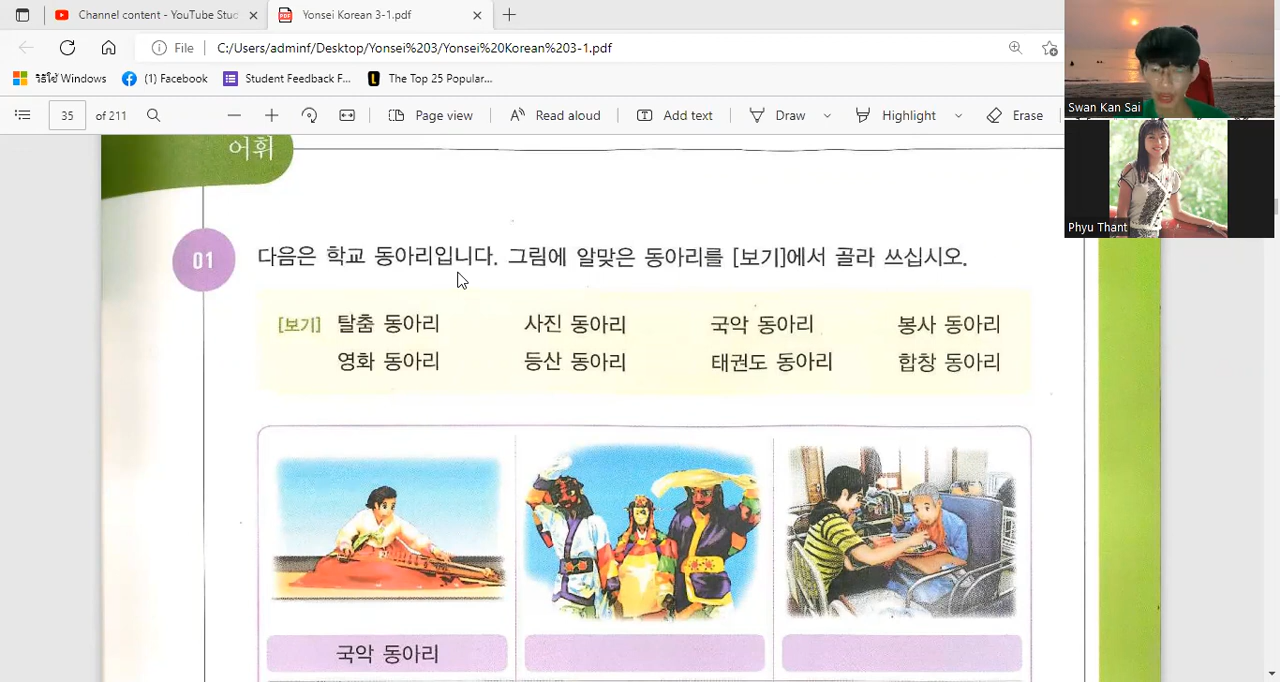 Channel content - YouTube Stud
Yonsei Korean 3-1.pdf
File
C:/Users/adminf/Desktop/Yonsei%203/Yonsei%20Korean%203-1.pdf
วิธีใช้ Windows
(1) Facebook
Student Feedback F...
The Top 25 Popular...
35
of 211
Page view
Read aloud
Add text
Draw
Highlight
Erase
Swan Kan Sai
Phyu Thant
어휘
01
다음은 학교 동아리입니다. 그림에 알맞은 동아리를 [보기]에서 골라 쓰십시오.
[보기] 탈춤 동아리 사진 동아리 국악 동아리 봉사 동아리
영화 동아리 등산 동아리 태권도 동아리 합창 동아리
국악 동아리